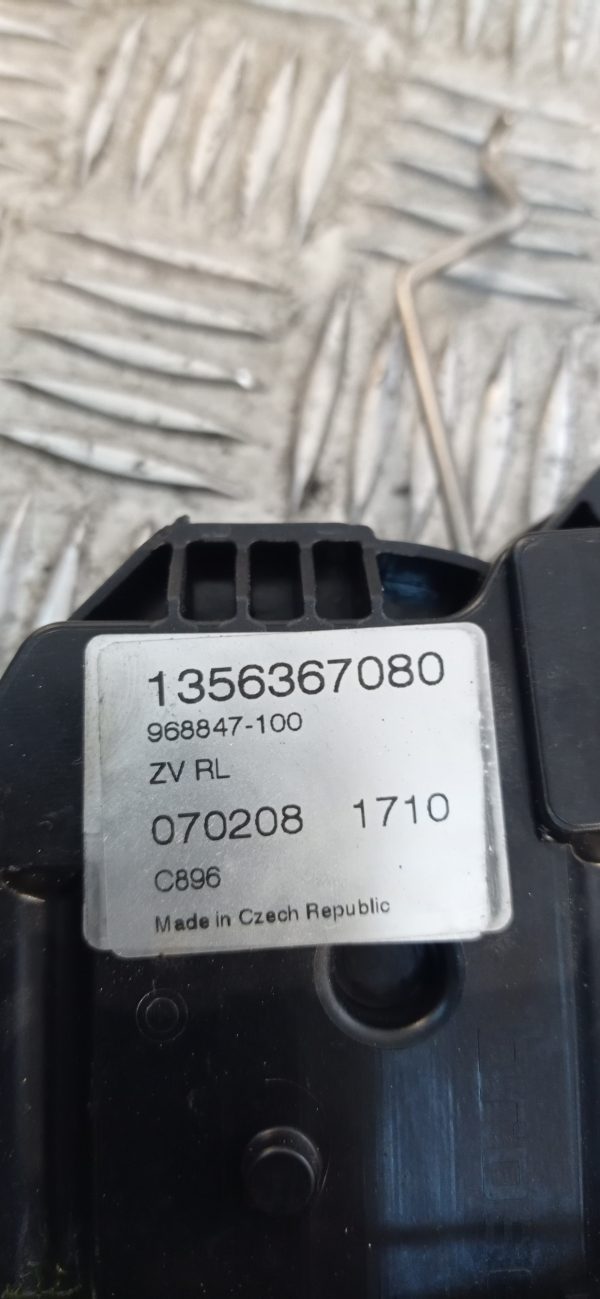 1356367080
968847-100
ZV RL
070208 1710
C896
Made in Czech Republic